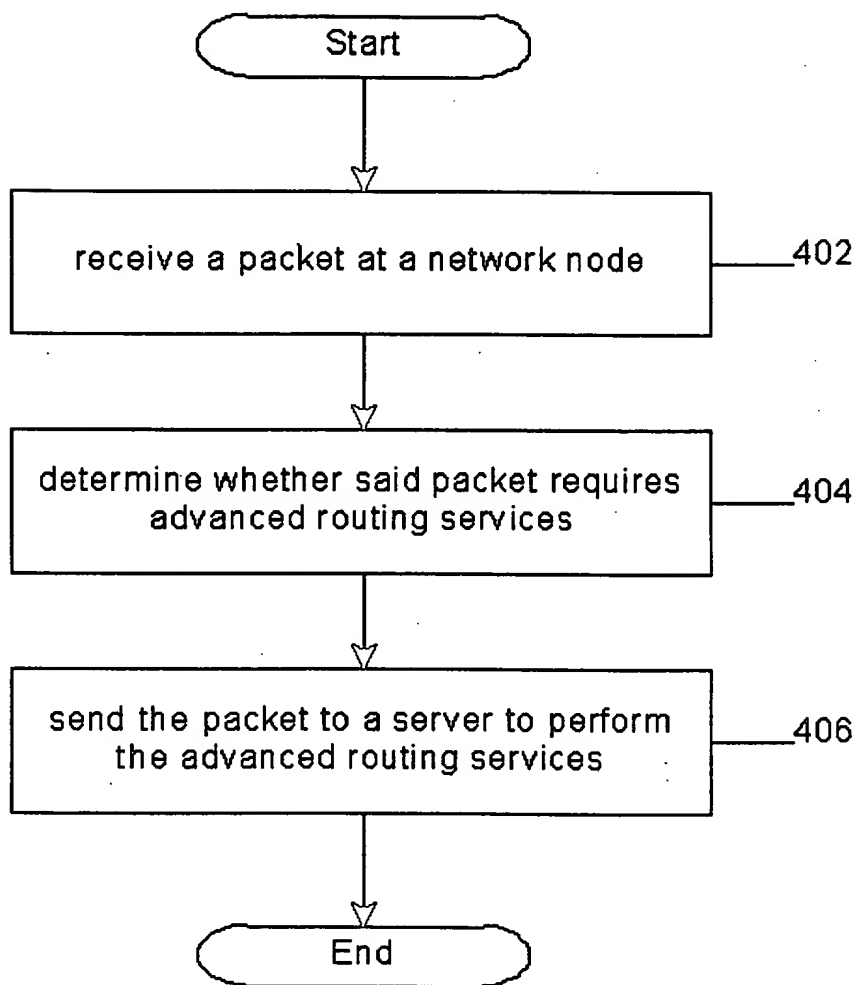 Start
receive a packet at a network node
402
determine whether said packet requires
advanced routing services
404
send the packet to a server to perform
the advanced routing services
406
End